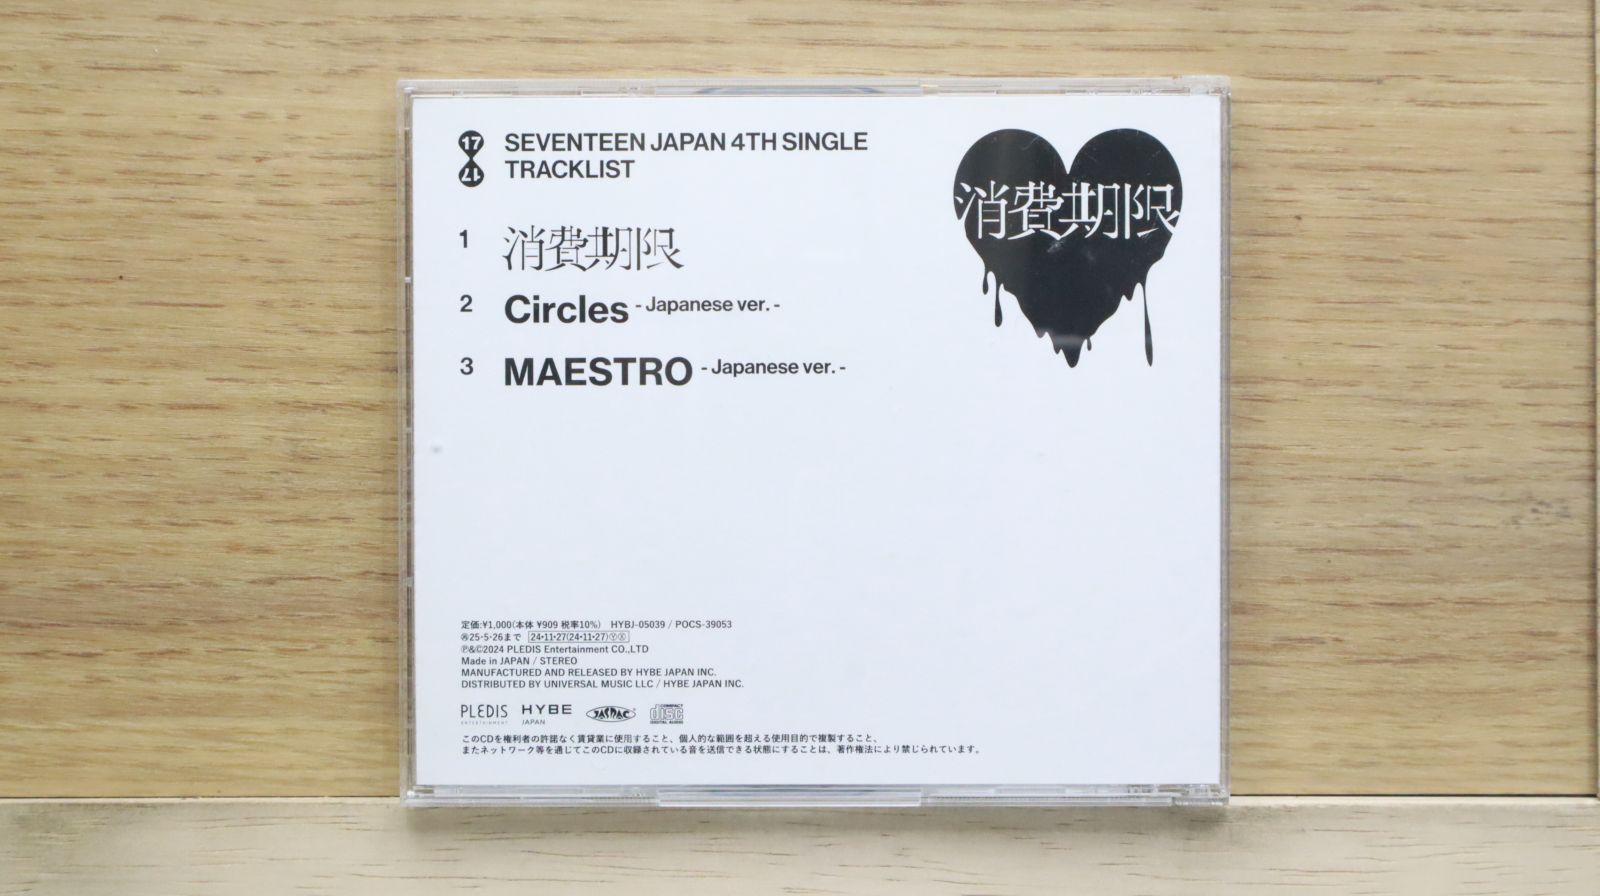 17
17
SEVENTEEN JAPAN 4TH SINGLE
TRACKLIST
消費期限
1 消費期限
2 Circles - Japanese ver. -
3 MAESTRO - Japanese ver. -
定価:¥1,000(本体 ¥909 税率10%) HYBJ-05039 / POCS-39053
㋳25・5・26まで 24・11・27(24・11・27)Ⓨ Ⓧ
℗&©2024 PLEDIS Entertainment CO.,LTD
Made in JAPAN / STEREO
MANUFACTURED AND RELEASED BY HYBE JAPAN INC.
DISTRIBUTED BY UNIVERSAL MUSIC LLC / HYBE JAPAN INC.
PLEDIS ENTERTAINMENT HYBE JAPAN JASRAC COMPACT disc DIGITAL AUDIO
このCDを権利者の許諾なく賃貸業に使用すること、個人的な範囲を超える使用目的で複製すること、
またネットワーク等を通じてこのCDに収録されている音を送信できる状態にすることは、著作権法により禁じられています。